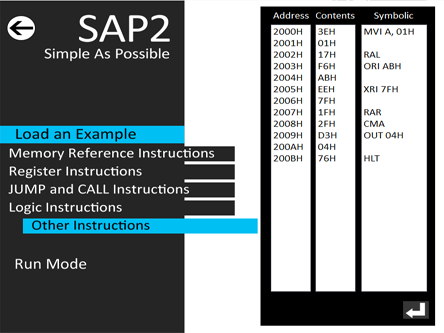 SAP2
Simple As Possible
Load an Example
Memory Reference Instructions
Register Instructions
JUMP and CALL Instructions
Logic Instructions
Other Instructions
Run Mode
Address Contents Symbolic
2000H 3EH MVI A, 01H
2001H 01H
2002H 17H RAL
2003H F6H ORI ABH
2004H ABH
2005H EEH XRI 7FH
2006H 7FH
2007H 1FH RAR
2008H 2FH CMA
2009H D3H OUT 04H
200AH 04H
200BH 76H HLT